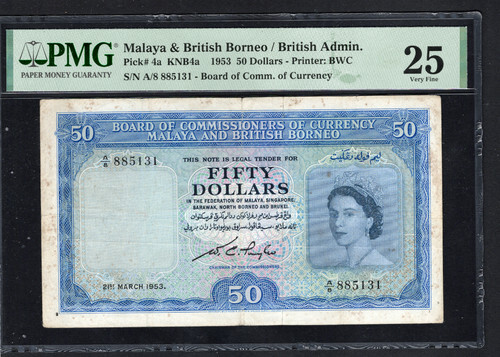 PMG
PAPER MONEY GUARANTY
Malaya & British Borneo / British Admin.
Pick# 4a KNB4a 1953 50 Dollars - Printer: BWC
S/N A/8 885131 - Board of Comm. of Currency
25
Very Fine
BOARD OF COMMISSIONERS OF CURRENCY
MALAYA AND BRITISH BORNEO
50
50
A/8 885131
THIS NOTE IS LEGAL TENDER FOR
FIFTY
DOLLARS
IN THE FEDERATION OF MALAYA, SINGAPORE,
SARAWAK, NORTH BORNEO AND BRUNEI.
CHAIRMAN OF THE COMMISSIONERS
21ST MARCH 1953.
50
A/8 885131